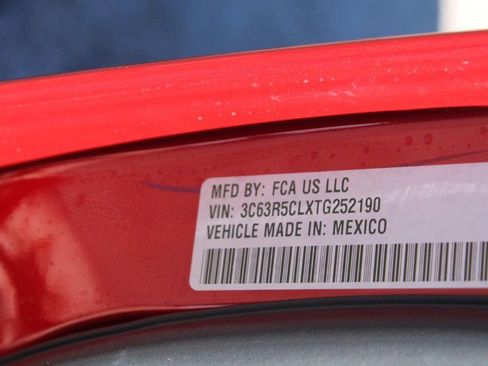 MFD BY: FCA US LLC
VIN: 3C63R5CLXTG252190
VEHICLE MADE IN: MEXICO